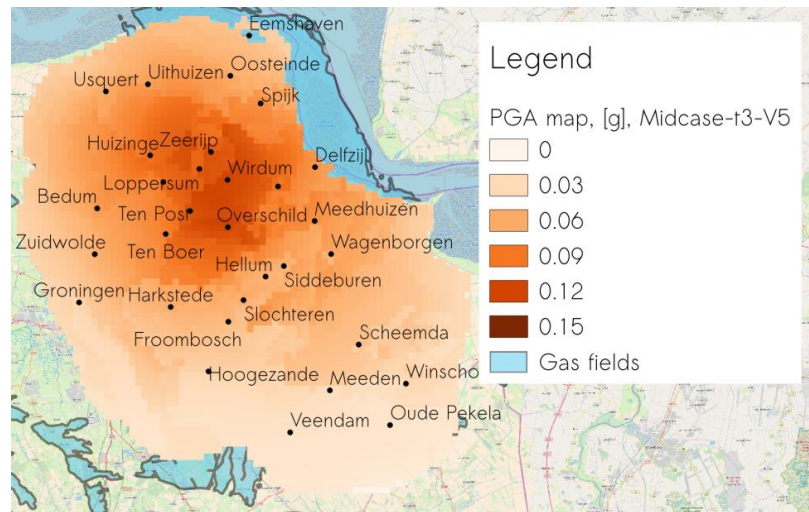 Eemshaven
Oosteinde
Usquert
Uithuizen
Spijk
Huizinge
Zeerijp
Delfzijl
Wirdum
Loppersum
Bedum
Ten Post
Overschild
Meedhuizen
Zuidwolde
Ten Boer
Wagenborgen
Hellum
Siddeburen
Groningen
Harkstede
Slochteren
Froombosch
Scheemda
Hoogezande
Meeden
Winscho
Veendam
Oude Pekela
Legend
PGA map, [g], Midcase-t3-V5
0
0.03
0.06
0.09
0.12
0.15
Gas fields